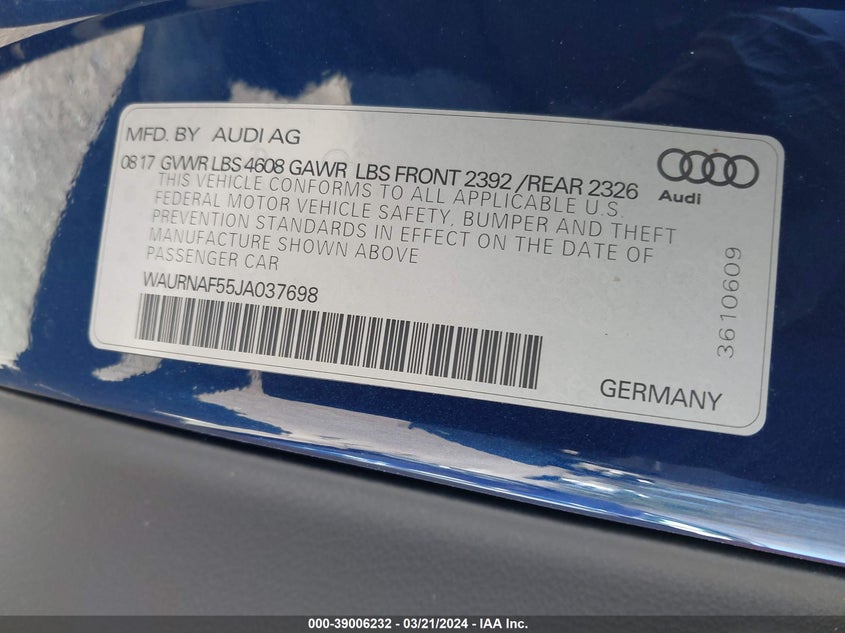 MFD. BY AUDI AG
0817 GVWR LBS 4608 GAWR LBS FRONT 2392 /REAR 2326
THIS VEHICLE CONFORMS TO ALL APPLICABLE U.S.
FEDERAL MOTOR VEHICLE SAFETY, BUMPER AND THEFT
PREVENTION STANDARDS IN EFFECT ON THE DATE OF
MANUFACTURE SHOWN ABOVE
PASSENGER CAR
WAURNAF55JA037698
Audi
3610609
GERMANY
000-39006232 - 03/21/2024 - IAA Inc.